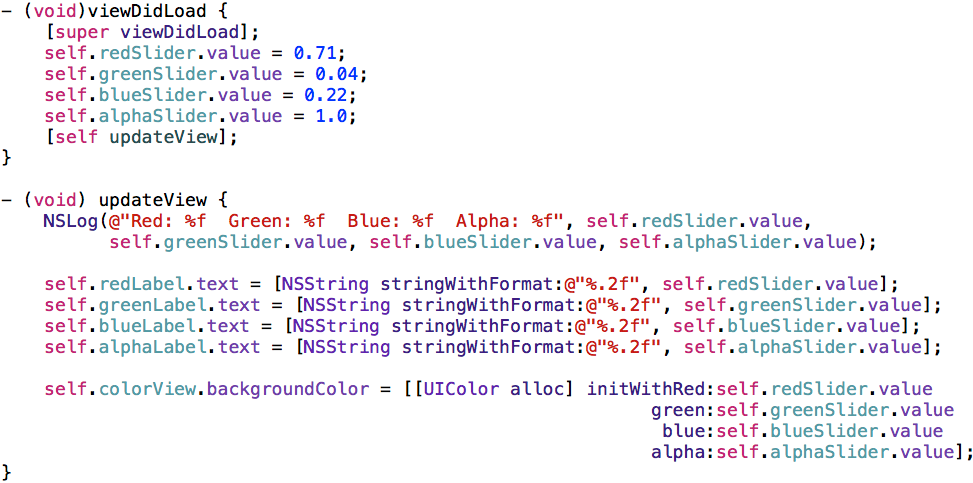 - (void)viewDidLoad {
    [super viewDidLoad];
    self.redSlider.value = 0.71;
    self.greenSlider.value = 0.04;
    self.blueSlider.value = 0.22;
    self.alphaSlider.value = 1.0;
    [self updateView];
}

- (void) updateView {
    NSLog(@"Red: %f  Green: %f  Blue: %f  Alpha: %f", self.redSlider.value,
          self.greenSlider.value, self.blueSlider.value, self.alphaSlider.value);

    self.redLabel.text = [NSString stringWithFormat:@"%.2f", self.redSlider.value];
    self.greenLabel.text = [NSString stringWithFormat:@"%.2f", self.greenSlider.value];
    self.blueLabel.text = [NSString stringWithFormat:@"%.2f", self.blueSlider.value];
    self.alphaLabel.text = [NSString stringWithFormat:@"%.2f", self.alphaSlider.value];

    self.colorView.backgroundColor = [[UIColor alloc] initWithRed:self.redSlider.value
                                                            green:self.greenSlider.value
                                                             blue:self.blueSlider.value
                                                            alpha:self.alphaSlider.value];
}